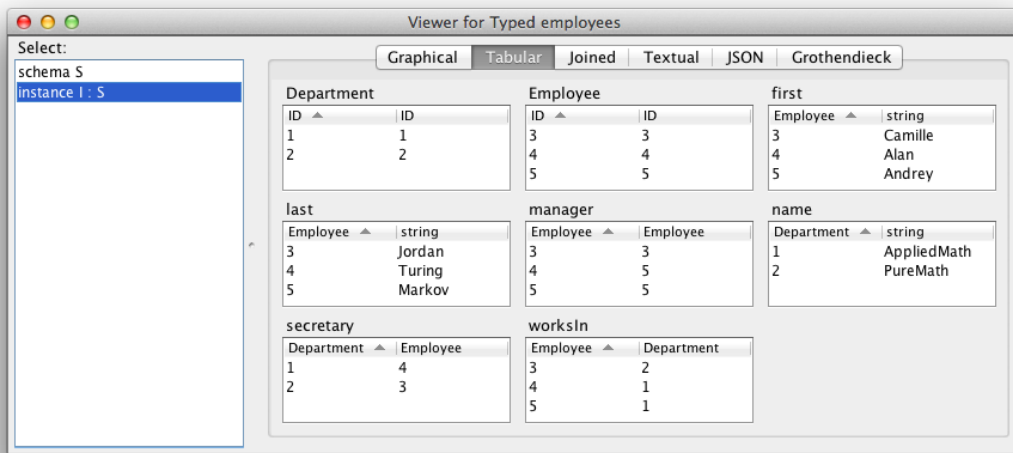 Viewer for Typed employees
Select:
schema S
instance I : S
Graphical Tabular Joined Textual JSON Grothendieck
Department
ID ID
1 1
2 2
Employee
ID ID
3 3
4 4
5 5
first
Employee string
3 Camille
4 Alan
5 Andrey
last
Employee string
3 Jordan
4 Turing
5 Markov
manager
Employee Employee
3 3
4 5
5 5
name
Department string
1 AppliedMath
2 PureMath
secretary
Department Employee
1 4
2 3
worksIn
Employee Department
3 2
4 1
5 1